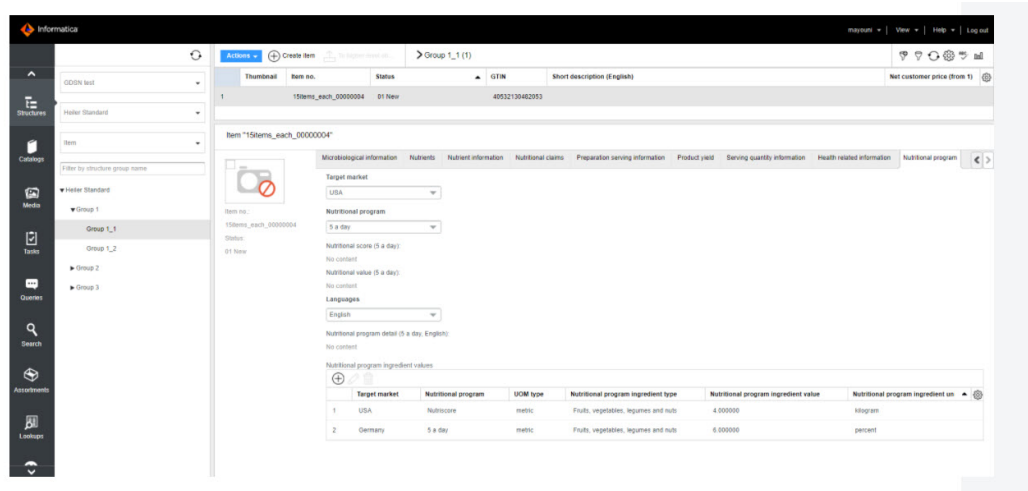 Informatica
mayouni View Help Log out
Actions Create item Group 1_1 (1)
Thumbnail Item no. Status GTIN Short description (English) Net customer price (from 1)
1 15items_each_00000004 01 New 40532130482053
Structures
Catalogs
Media
Tasks
Queries
Search
Assortments
Lookups
ODSN test
Heiler Standard
Item
Filter by structure group name
Heiler Standard
Group 1
Group 1_1
Group 1_2
Group 2
Group 3
Item "15items_each_00000004"
Item no.:
15items_each_00000004
Status:
01 New
Microbiological information Nutrients Nutrient information Nutritional claims Preparation serving information Product yield Serving quantity information Health related information Nutritional program
Target market
USA
Nutritional program
5 a day
Nutritional score (5 a day):
No content
Nutritional value (5 a day):
No content
Languages
English
Nutritional program detail (5 a day, English):
No content
Nutritional program ingredient values
Target market Nutritional program UOM type Nutritional program ingredient type Nutritional program ingredient value Nutritional program ingredient un
1 USA Nutriscore metric Fruits, vegetables, legumes and nuts 4.000000 kilogram
2 Germany 5 a day metric Fruits, vegetables, legumes and nuts 6.000000 percent